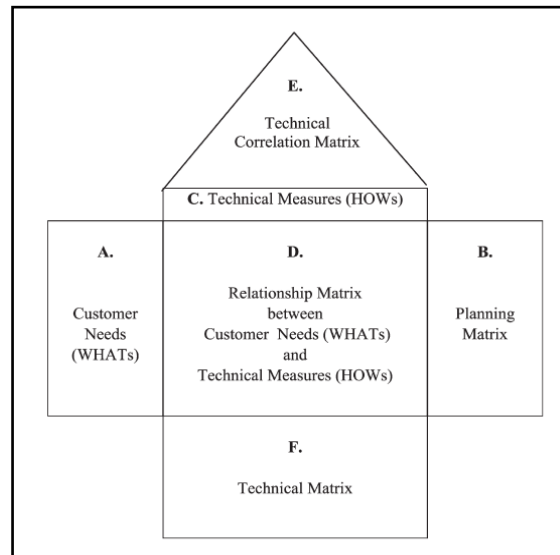 E.
Technical
Correlation Matrix
C. Technical Measures (HOWs)
A.
Customer
Needs
(WHATs)
D.
Relationship Matrix
between
Customer Needs (WHATs)
and
Technical Measures (HOWs)
B.
Planning
Matrix
F.
Technical Matrix